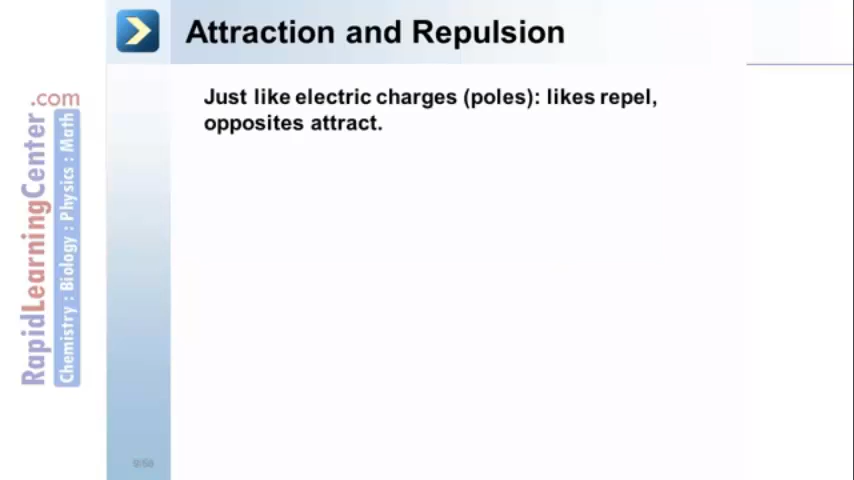 Attraction and Repulsion
Just like electric charges (poles): likes repel,
opposites attract.
RapidLearningCenter.com
Chemistry : Biology : Physics : Math